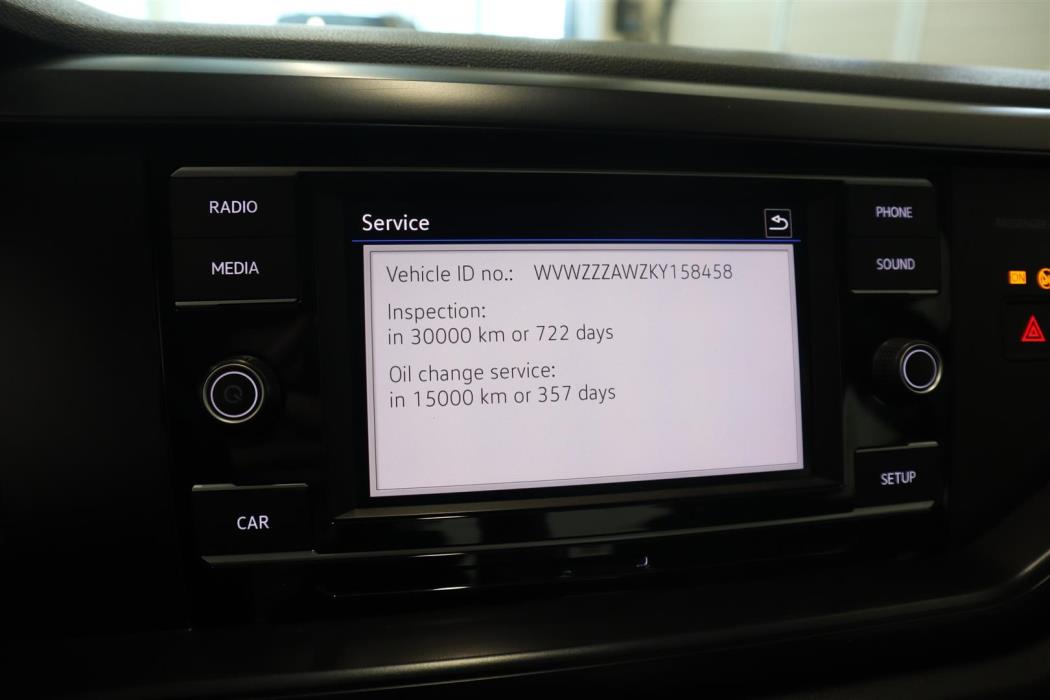 RADIO
MEDIA
CAR
Service
Vehicle ID no.: WVWZZZAWZKY158458
Inspection:
in 30000 km or 722 days
Oil change service:
in 15000 km or 357 days
PHONE
SOUND
SETUP
ON